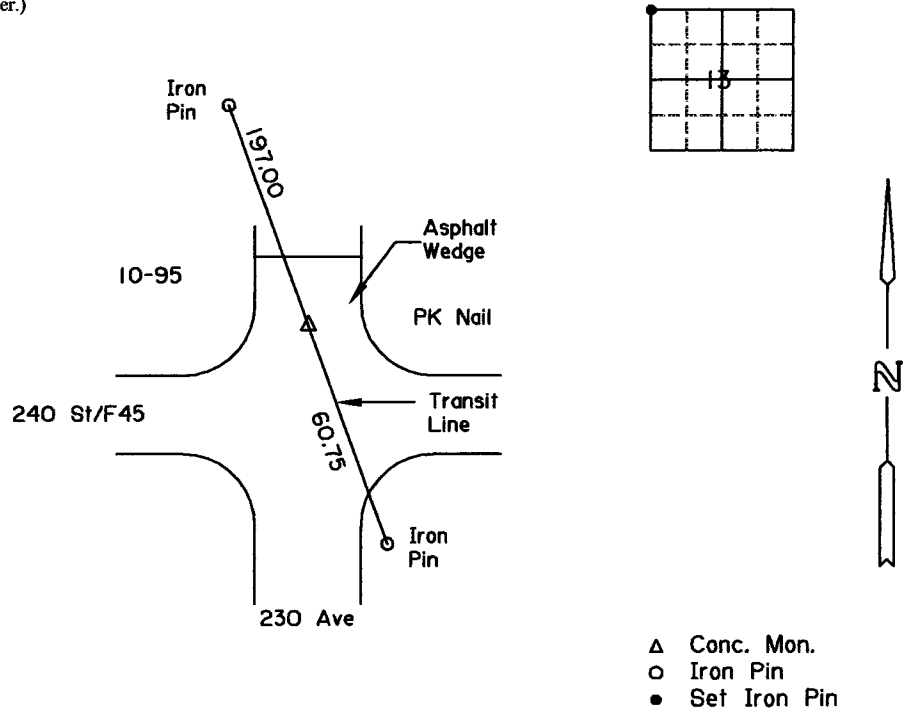 er.)
13
Iron
Pin
197.00
Asphalt
Wedge
10-95
PK Nail
N
240 St/F45
Transit
Line
60.75
Iron
Pin
230 Ave
Conc. Mon.
Iron Pin
Set Iron Pin